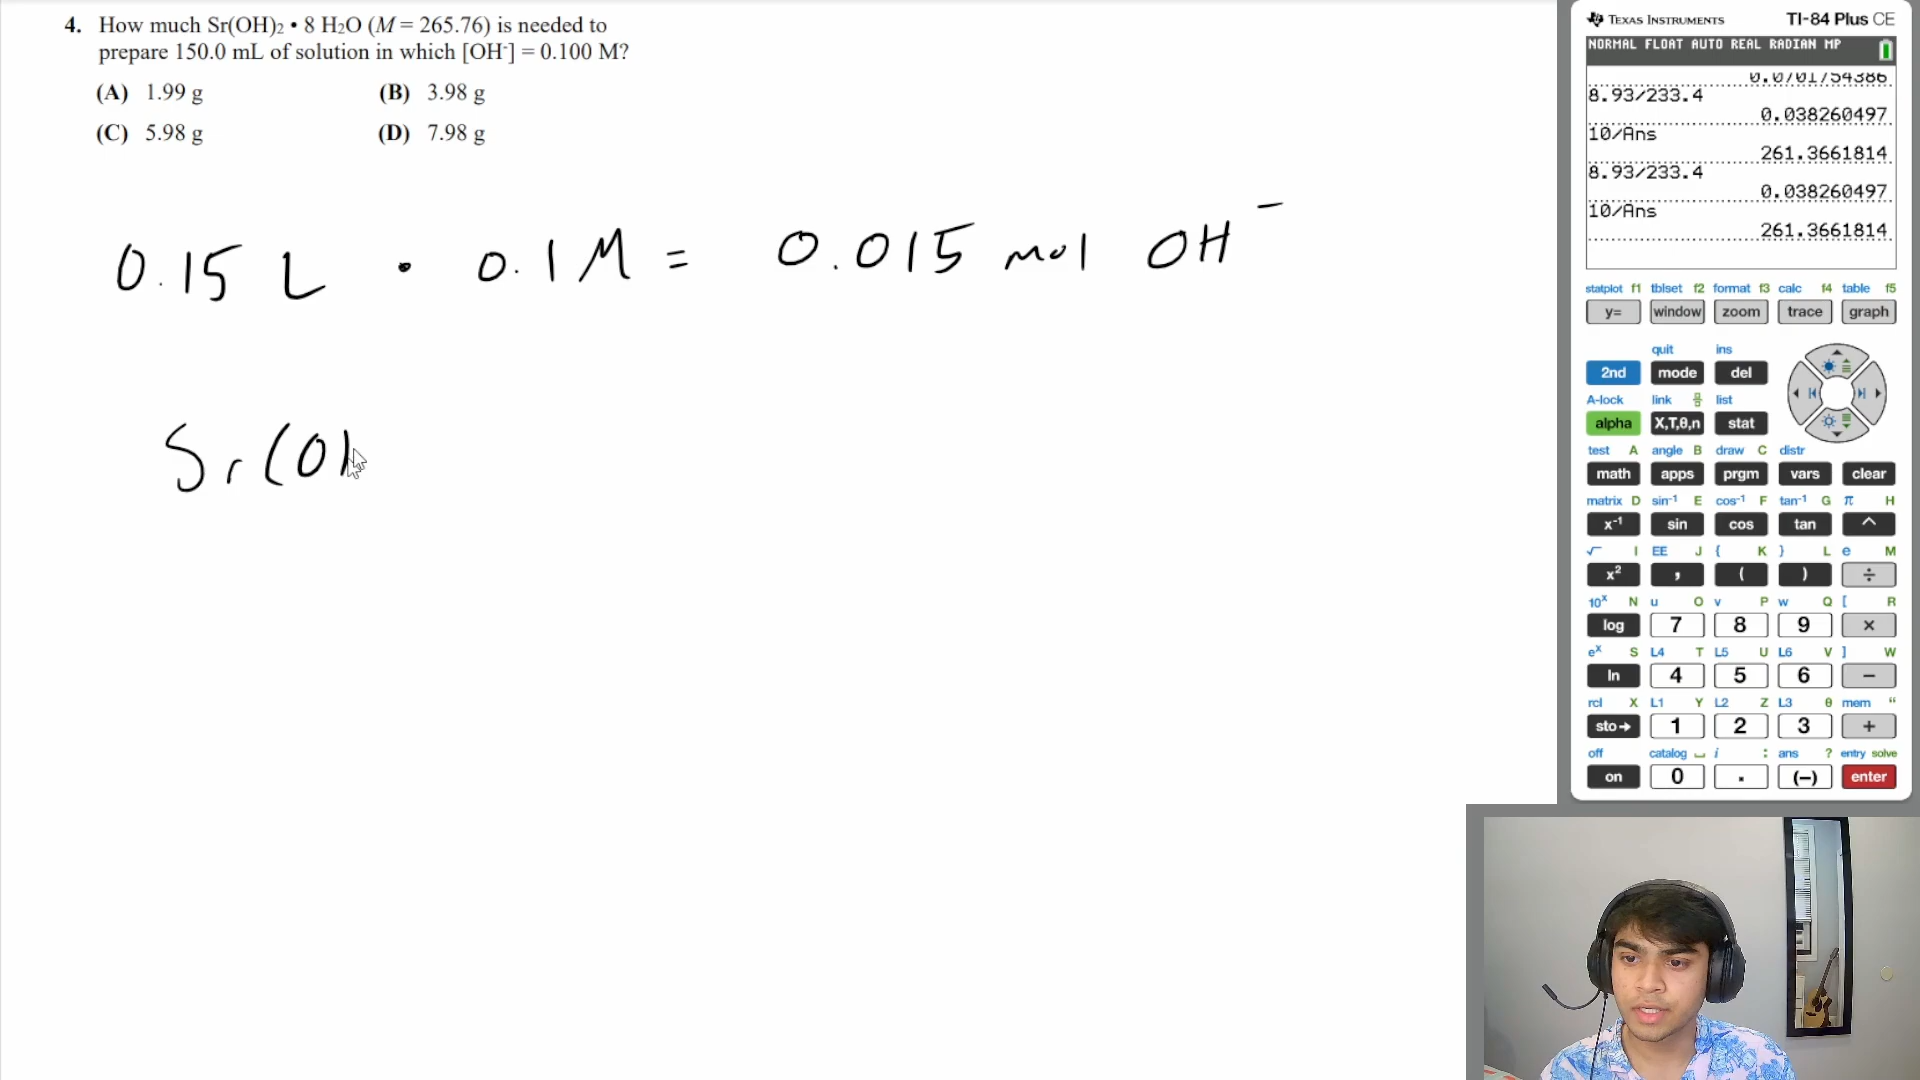 4. How much Sr(OH)₂ • 8 H₂O (M = 265.76) is needed to
prepare 150.0 mL of solution in which [OH⁻] = 0.100 M?
(A) 1.99 g (B) 3.98 g
(C) 5.98 g (D) 7.98 g
0.15 L • 0.1 M = 0.015 mol OH⁻
Sr(O
TEXAS INSTRUMENTS TI-84 Plus CE
NORMAL FLOAT AUTO REAL RADIAN MP
0.0701754386
8.93/233.4
0.038260497
10/Ans
261.3661814
8.93/233.4
0.038260497
10/Ans
261.3661814
statplot f1 tblset f2 format f3 calc f4 table f5
y= window zoom trace graph
quit ins
2nd mode del
A-lock link list
alpha X,T,θ,n stat
test A angle B draw C distr
math apps prgm vars clear
matrix D sin⁻¹ E cos⁻¹ F tan⁻¹ G π H
x⁻¹ sin cos tan ^
√ I EE J { K } L e M
x² , ( ) ÷
10ˣ N u O v P w Q [ R
log 7 8 9 ×
eˣ S L4 T L5 U L6 V ] W
ln 4 5 6 −
rcl X L1 Y L2 Z L3 θ mem “
sto→ 1 2 3 +
off catalog i : ans ? entry solve
on 0 . (−) enter